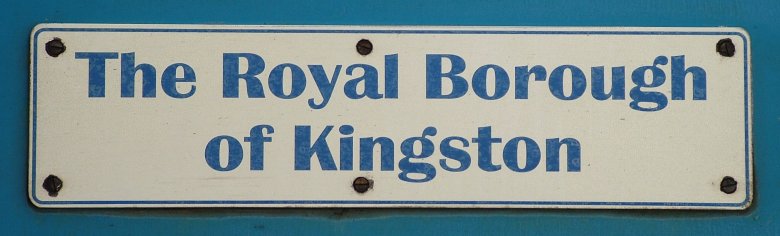 The Royal Borough
of Kingston